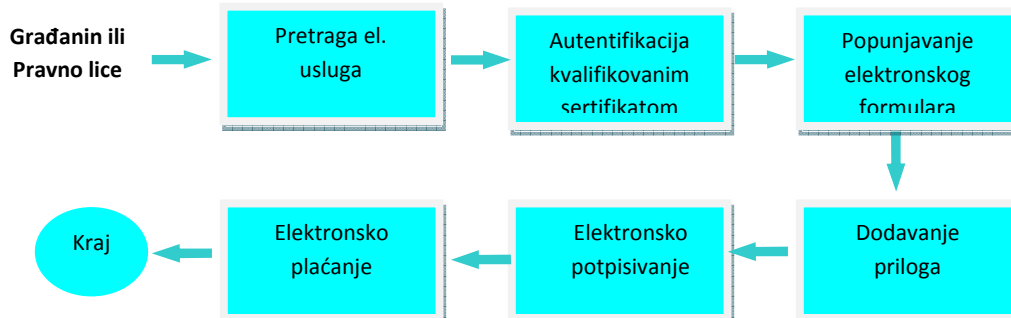 Građanin ili
Pravno lice
Pretraga el.
usluga
Autentifikacija
kvalifikovanim
sertifikatom
Popunjavanje
elektronskog
formulara
Dodavanje
priloga
Elektronsko
potpisivanje
Elektronsko
plaćanje
Kraj